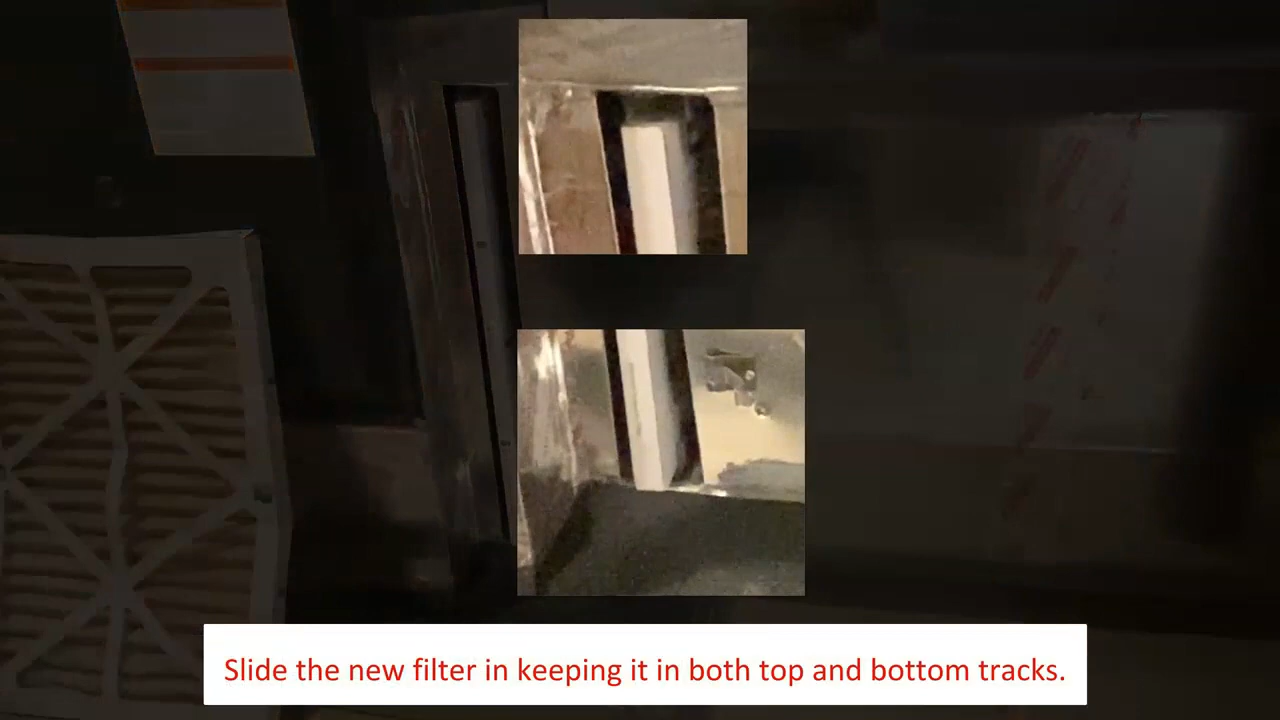 Slide the new filter in keeping it in both top and bottom tracks.